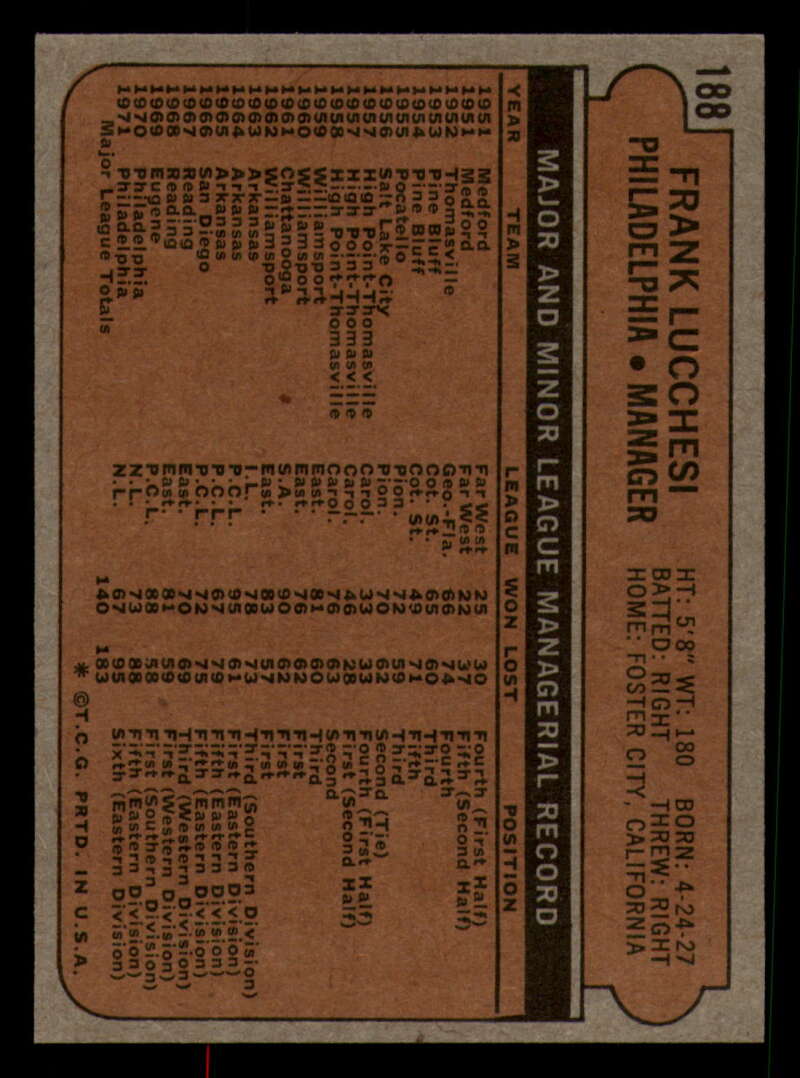 188
FRANK LUCCHESI
PHILADELPHIA • MANAGER
HT: 5'8" WT: 180 BORN: 4-24-27
BATTED: RIGHT THREW: RIGHT
HOME: FOSTER CITY, CALIFORNIA
MAJOR AND MINOR LEAGUE MANAGERIAL RECORD
YEAR TEAM LEAGUE WON LOST POSITION
1951 Medford Far West 25 30 Fourth (First Half)
1951 Medford Far West 22 37 Fifth (Second Half)
1952 Thomasville Geo.-Fla. 66 74 Fourth
1953 Pine Bluff Cot. St. 65 60 Third
1954 Pine Bluff Cot. St. 49 71 Fifth
1955 Pocatello Pion. 72 59 Third
1956 Salt Lake City Pion. 70 62 Second (Tie)
1957 High Point-Thomasville Carol. 33 33 Fourth (First Half)
1957 High Point-Thomasville Carol. 46 28 First (Second Half)
1958 High Point-Thomasville Carol. 76 63 Second
1959 Williamsport East. 81 60 Third
1960 Williamsport East. 76 62 First
1961 Chattanooga S.A. 90 62 First
1962 Williamsport East. 83 57 First
1963 Arkansas I.L. 78 73 Third (Southern Division)
1964 Arkansas P.C.L. 95 61 First (Eastern Division)
1965 Arkansas P.C.L. 67 79 Fifth (Eastern Division)
1966 San Diego P.C.L. 72 75 Fifth (Eastern Division)
1967 Reading East. 70 69 Third (Western Division)
1968 Reading East. 81 59 First (Western Division)
1969 Eugene P.C.L. 88 58 First (Southern Division)
1970 Philadelphia N.L. 73 88 Fifth (Eastern Division)
1971 Philadelphia N.L. 67 95 Sixth (Eastern Division)
Major League Totals 140 183
* ©T.C.G. PRTD. IN U.S.A.